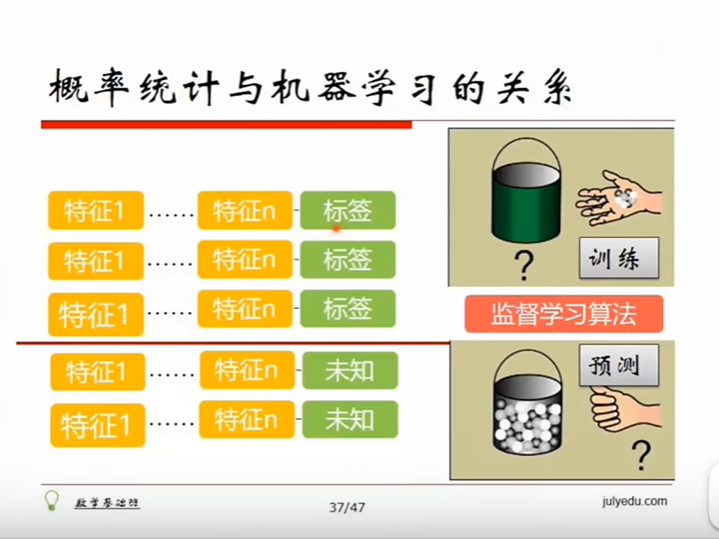 概率统计与机器学习的关系
特征1 …… 特征n 标签
特征1 …… 特征n 标签
特征1 …… 特征n 标签
? 训练
监督学习算法
特征1 …… 特征n 未知
特征1 …… 特征n 未知
预测
?
数学基础班
37/47
julyedu.com